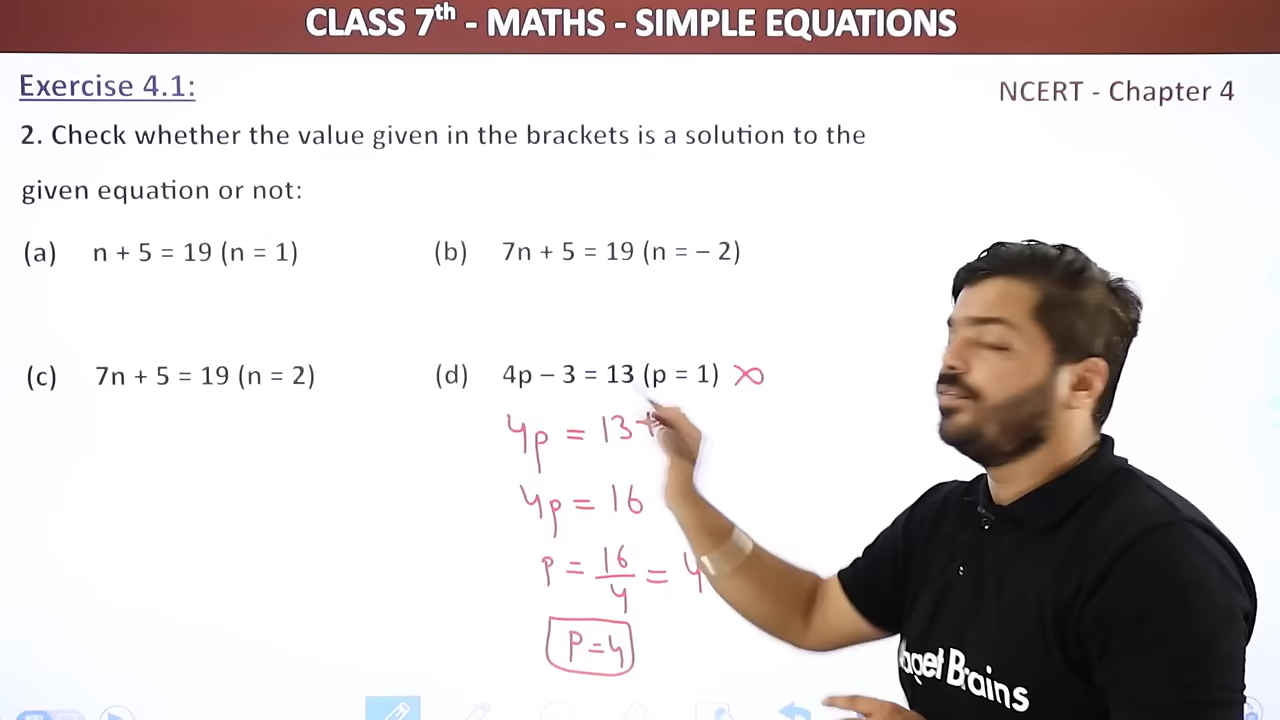 CLASS 7th - MATHS - SIMPLE EQUATIONS
Exercise 4.1:
NCERT - Chapter 4
2. Check whether the value given in the brackets is a solution to the
given equation or not:
(a) n + 5 = 19 (n = 1)
(b) 7n + 5 = 19 (n = – 2)
(c) 7n + 5 = 19 (n = 2)
(d) 4p – 3 = 13 (p = 1) ×
4p = 13 +
4p = 16
P = 16/4 = 4
P = 4
Brains